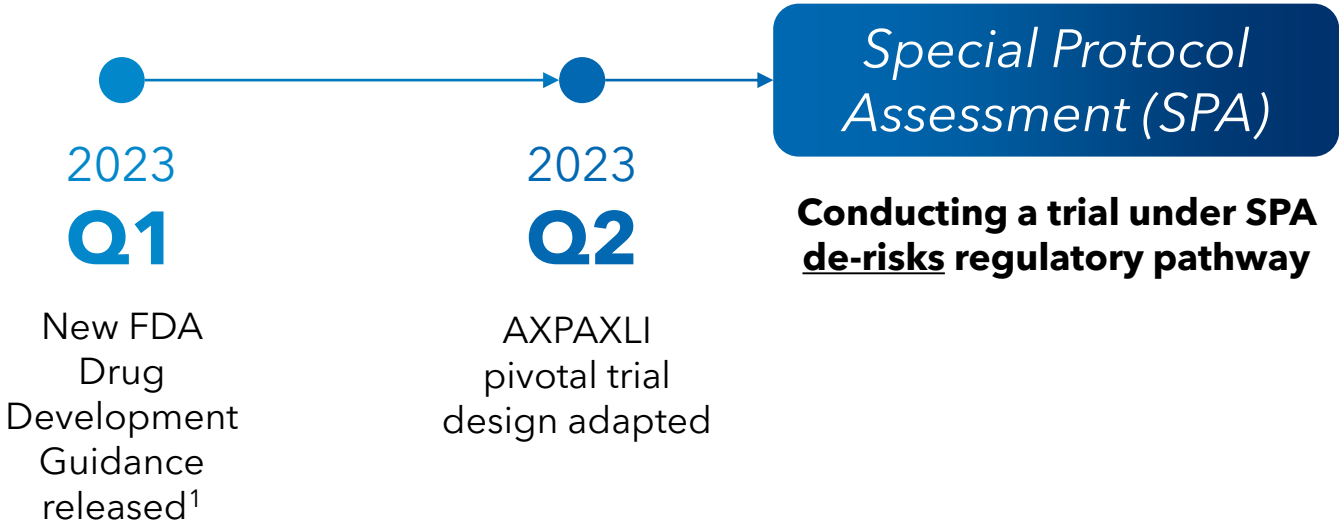 Special Protocol
Assessment (SPA)
2023
Q1
New FDA
Drug
Development
Guidance
released¹
2023
Q2
AXPAXLI
pivotal trial
design adapted
Conducting a trial under SPA
de-risks regulatory pathway